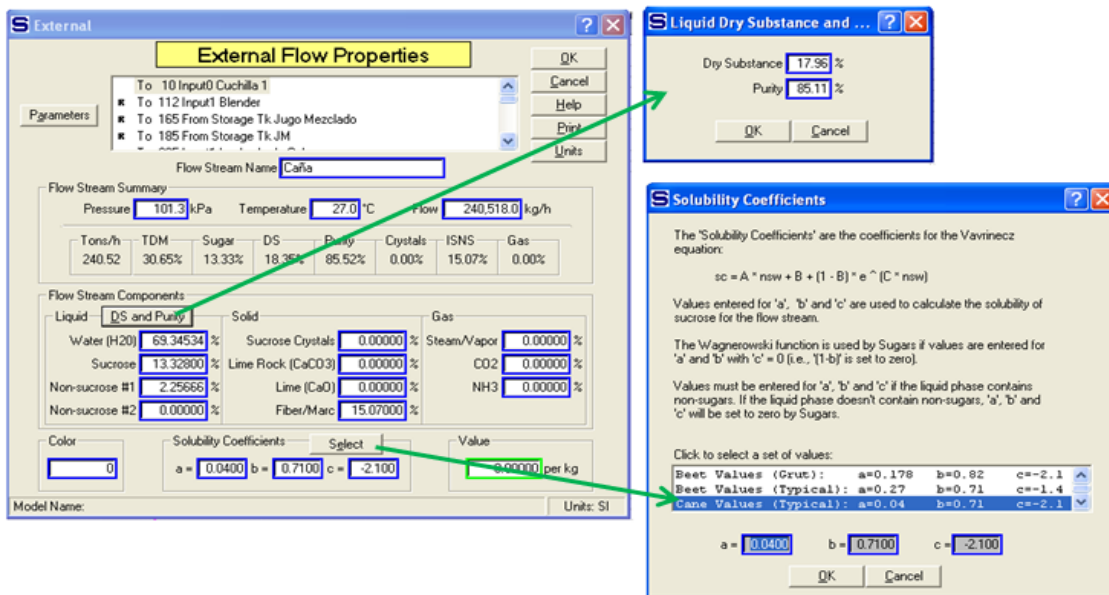 External
External Flow Properties
OK
Cancel
Help
Print
Units
Parameters
To 10 Input0 Cuchilla 1
R To 112 Input1 Blender
R To 165 From Storage Tk Jugo Mezclado
R To 185 From Storage Tk JM
Flow Stream Name Caña
Flow Stream Summary
Pressure 101.3 kPa Temperature 27.0 °C Flow 240,518.0 kg/h
Tons/h TDM Sugar DS Purity Crystals ISNS Gas
240.52 30.65% 13.33% 18.35% 85.52% 0.00% 15.07% 0.00%
Flow Stream Components
Liquid DS and Purity Solid Gas
Water (H20) 69.34534 % Sucrose Crystals 0.00000 % Steam/Vapor 0.00000 %
Sucrose 13.32800 % Lime Rock (CaCO3) 0.00000 % CO2 0.00000 %
Non-sucrose #1 2.25666 % Lime (CaO) 0.00000 % NH3 0.00000 %
Non-sucrose #2 0.00000 % Fiber/Marc 15.07000 %
Color Solubility Coefficients Select Value
0 a = 0.0400 b = 0.7100 c = -2.100 0.00000 per kg
Model Name: Units: SI
Liquid Dry Substance and ...
Dry Substance 17.96 %
Purity 85.11 %
OK Cancel
Solubility Coefficients
The 'Solubility Coefficients' are the coefficients for the Vavrinecz
equation:
sc = A * nsw + B + (1 - B) * e ^ (C * nsw)
Values entered for 'a', 'b' and 'c' are used to calculate the solubility of
sucrose for the flow stream.
The Wagnerowski function is used by Sugars if values are entered for
'a' and 'b' with 'c' = 0 (i.e., '(1-b)' is set to zero).
Values must be entered for 'a', 'b' and 'c' if the liquid phase contains
non-sugars. If the liquid phase doesn't contain non-sugars, 'a', 'b' and
'c' will be set to zero by Sugars.
Click to select a set of values:
Beet Values (Grut): a=0.178 b=0.82 c=-2.1
Beet Values (Typical): a=0.27 b=0.71 c=-1.4
Cane Values (Typical): a=0.04 b=0.71 c=-2.1
a = 0.0400 b = 0.7100 c = -2.100
OK Cancel